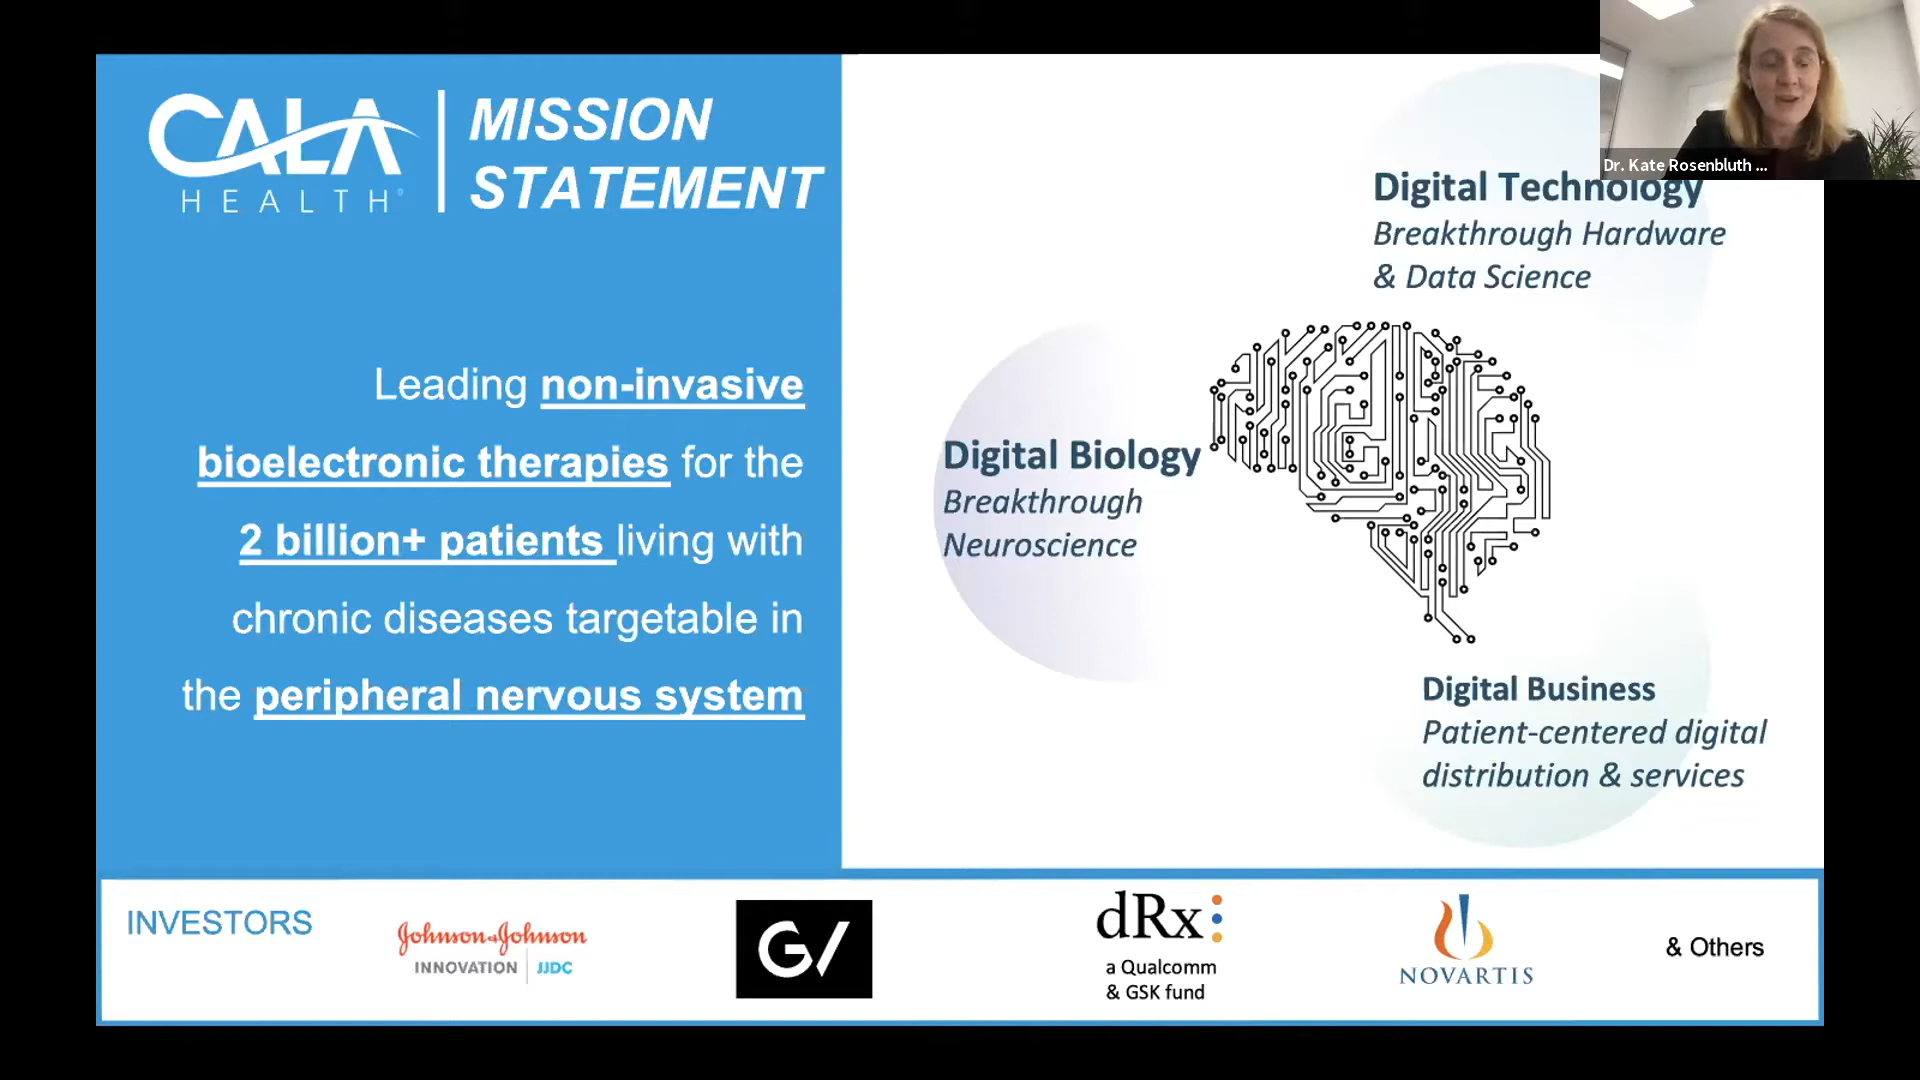 CALA
HEALTH®
MISSION
STATEMENT
Leading non-invasive
bioelectronic therapies for the
2 billion+ patients living with
chronic diseases targetable in
the peripheral nervous system
Dr. Kate Rosenbluth ...
Digital Technology
Breakthrough Hardware
& Data Science
Digital Biology
Breakthrough
Neuroscience
Digital Business
Patient-centered digital
distribution & services
INVESTORS
Johnson&Johnson
INNOVATION | JJDC
GV
dRx
a Qualcomm
& GSK fund
NOVARTIS
& Others